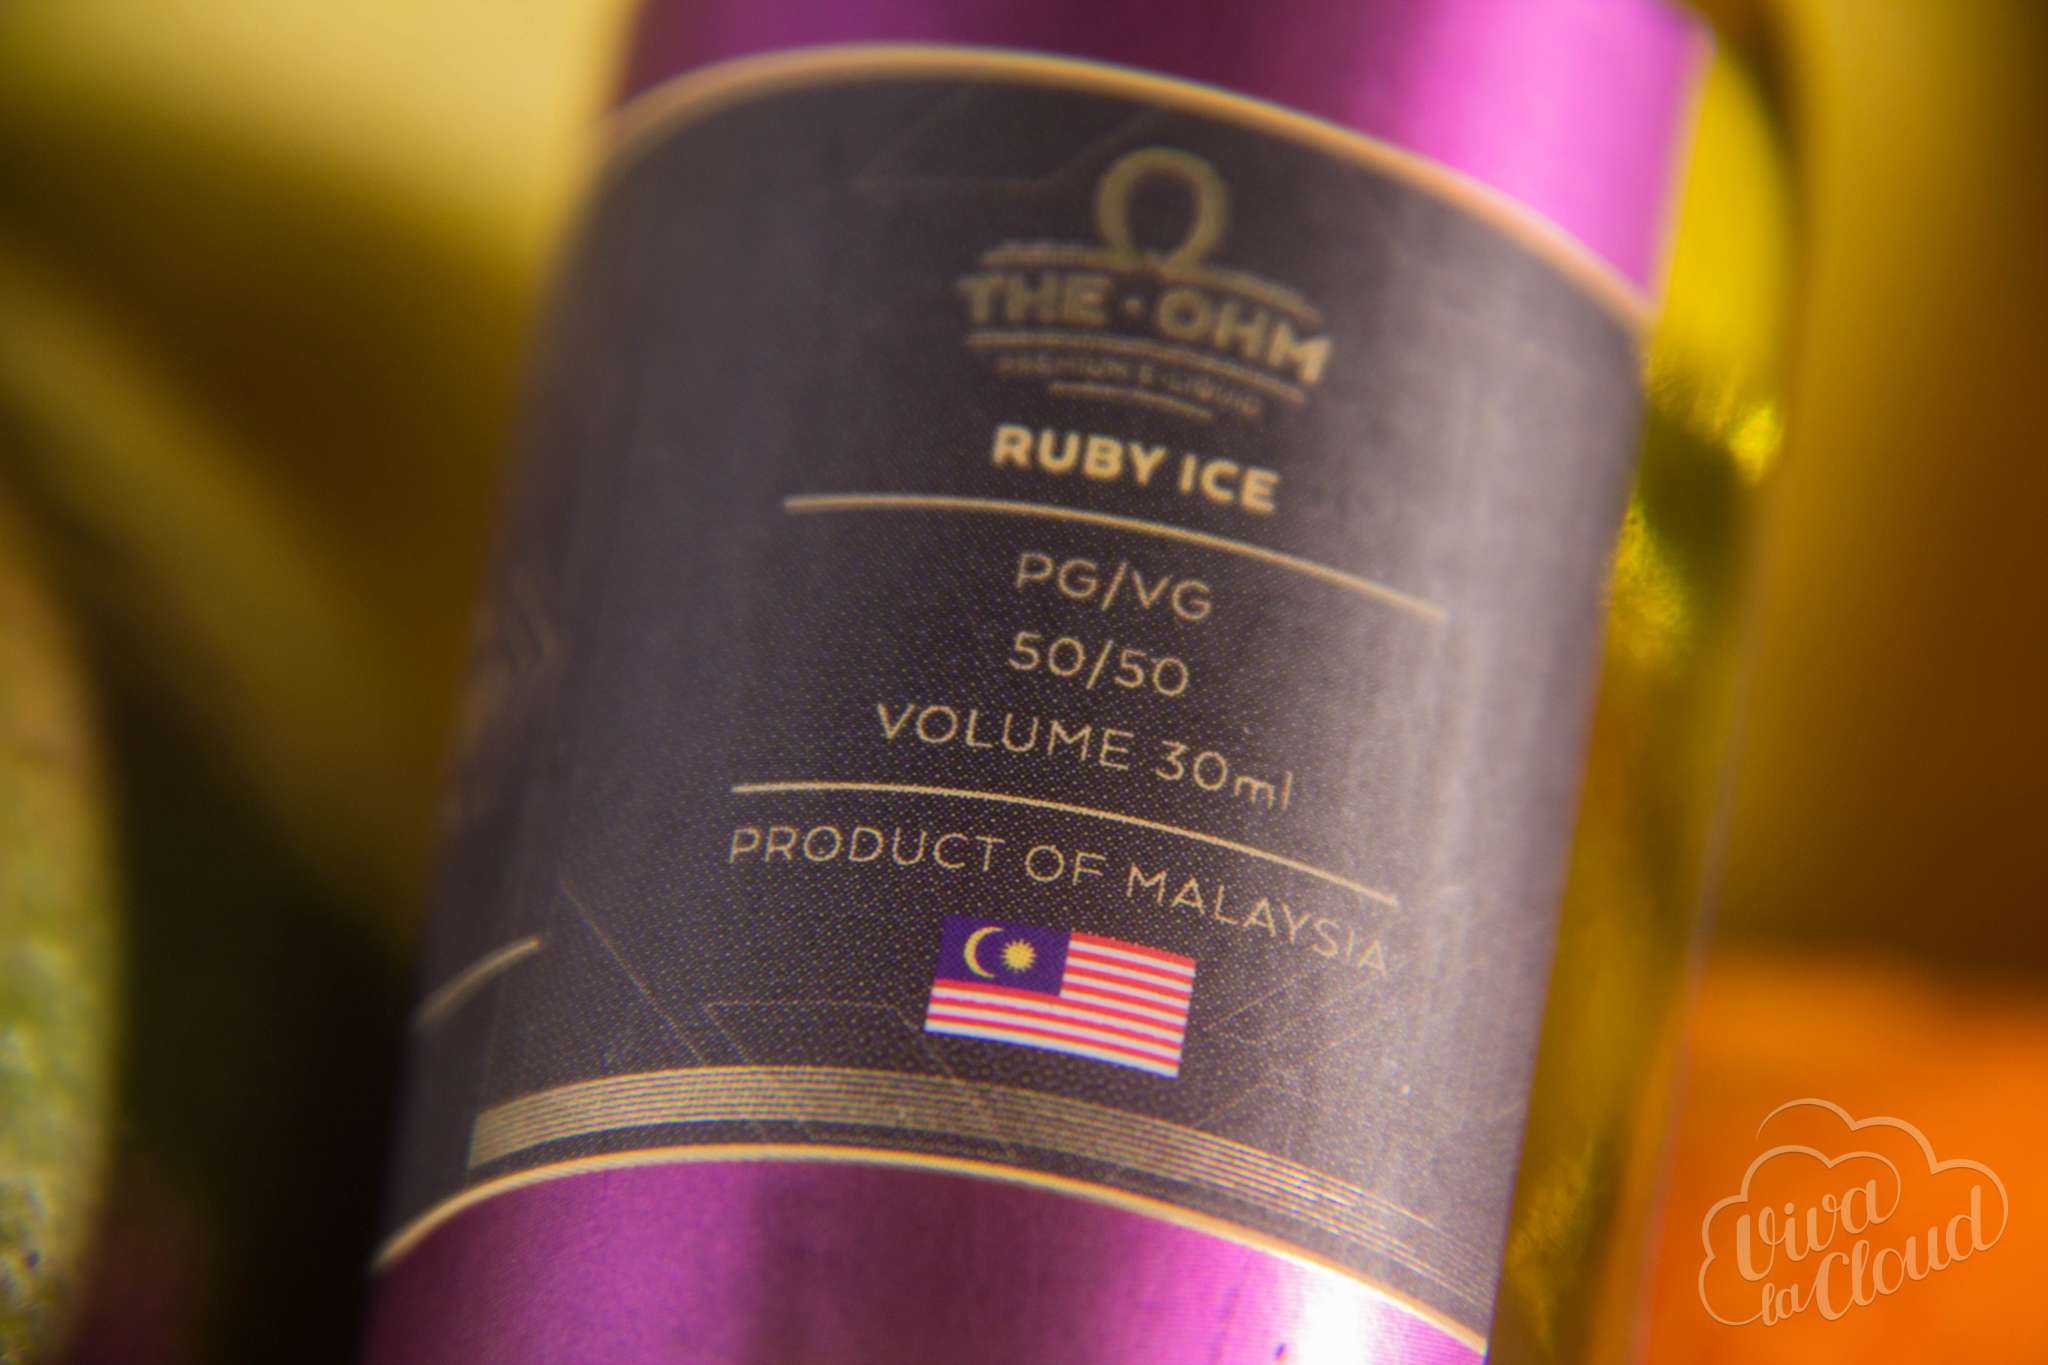 THE · OHM
PREMIUM E-LIQUID
RUBY ICE
PG/VG
50/50
VOLUME 30ml
PRODUCT OF MALAYSIA
Viva
la Cloud